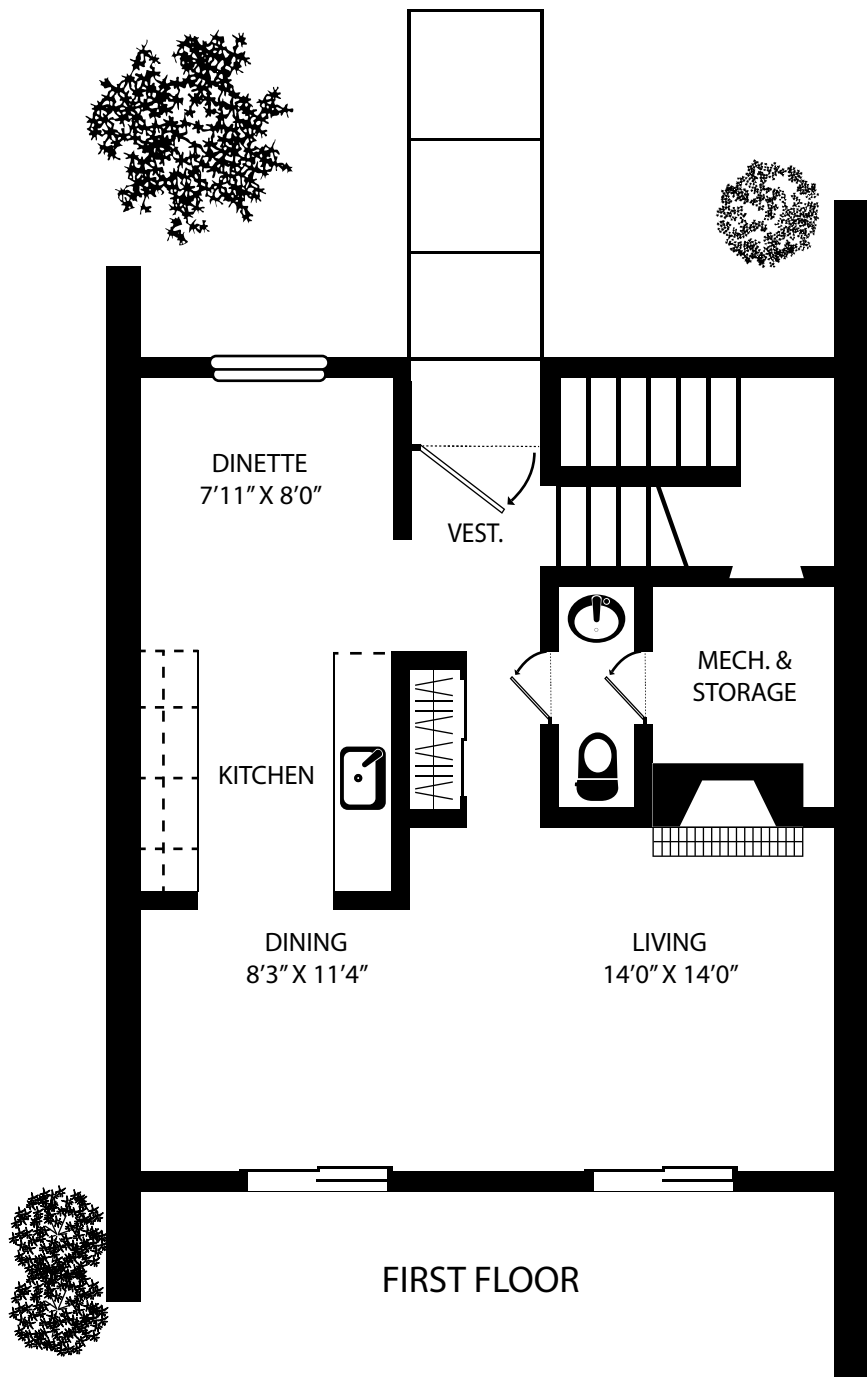 DINETTE
7’11” X 8’0”
VEST.
MECH. &
STORAGE
KITCHEN
DINING
8’3” X 11’4”
LIVING
14’0” X 14’0”
FIRST FLOOR